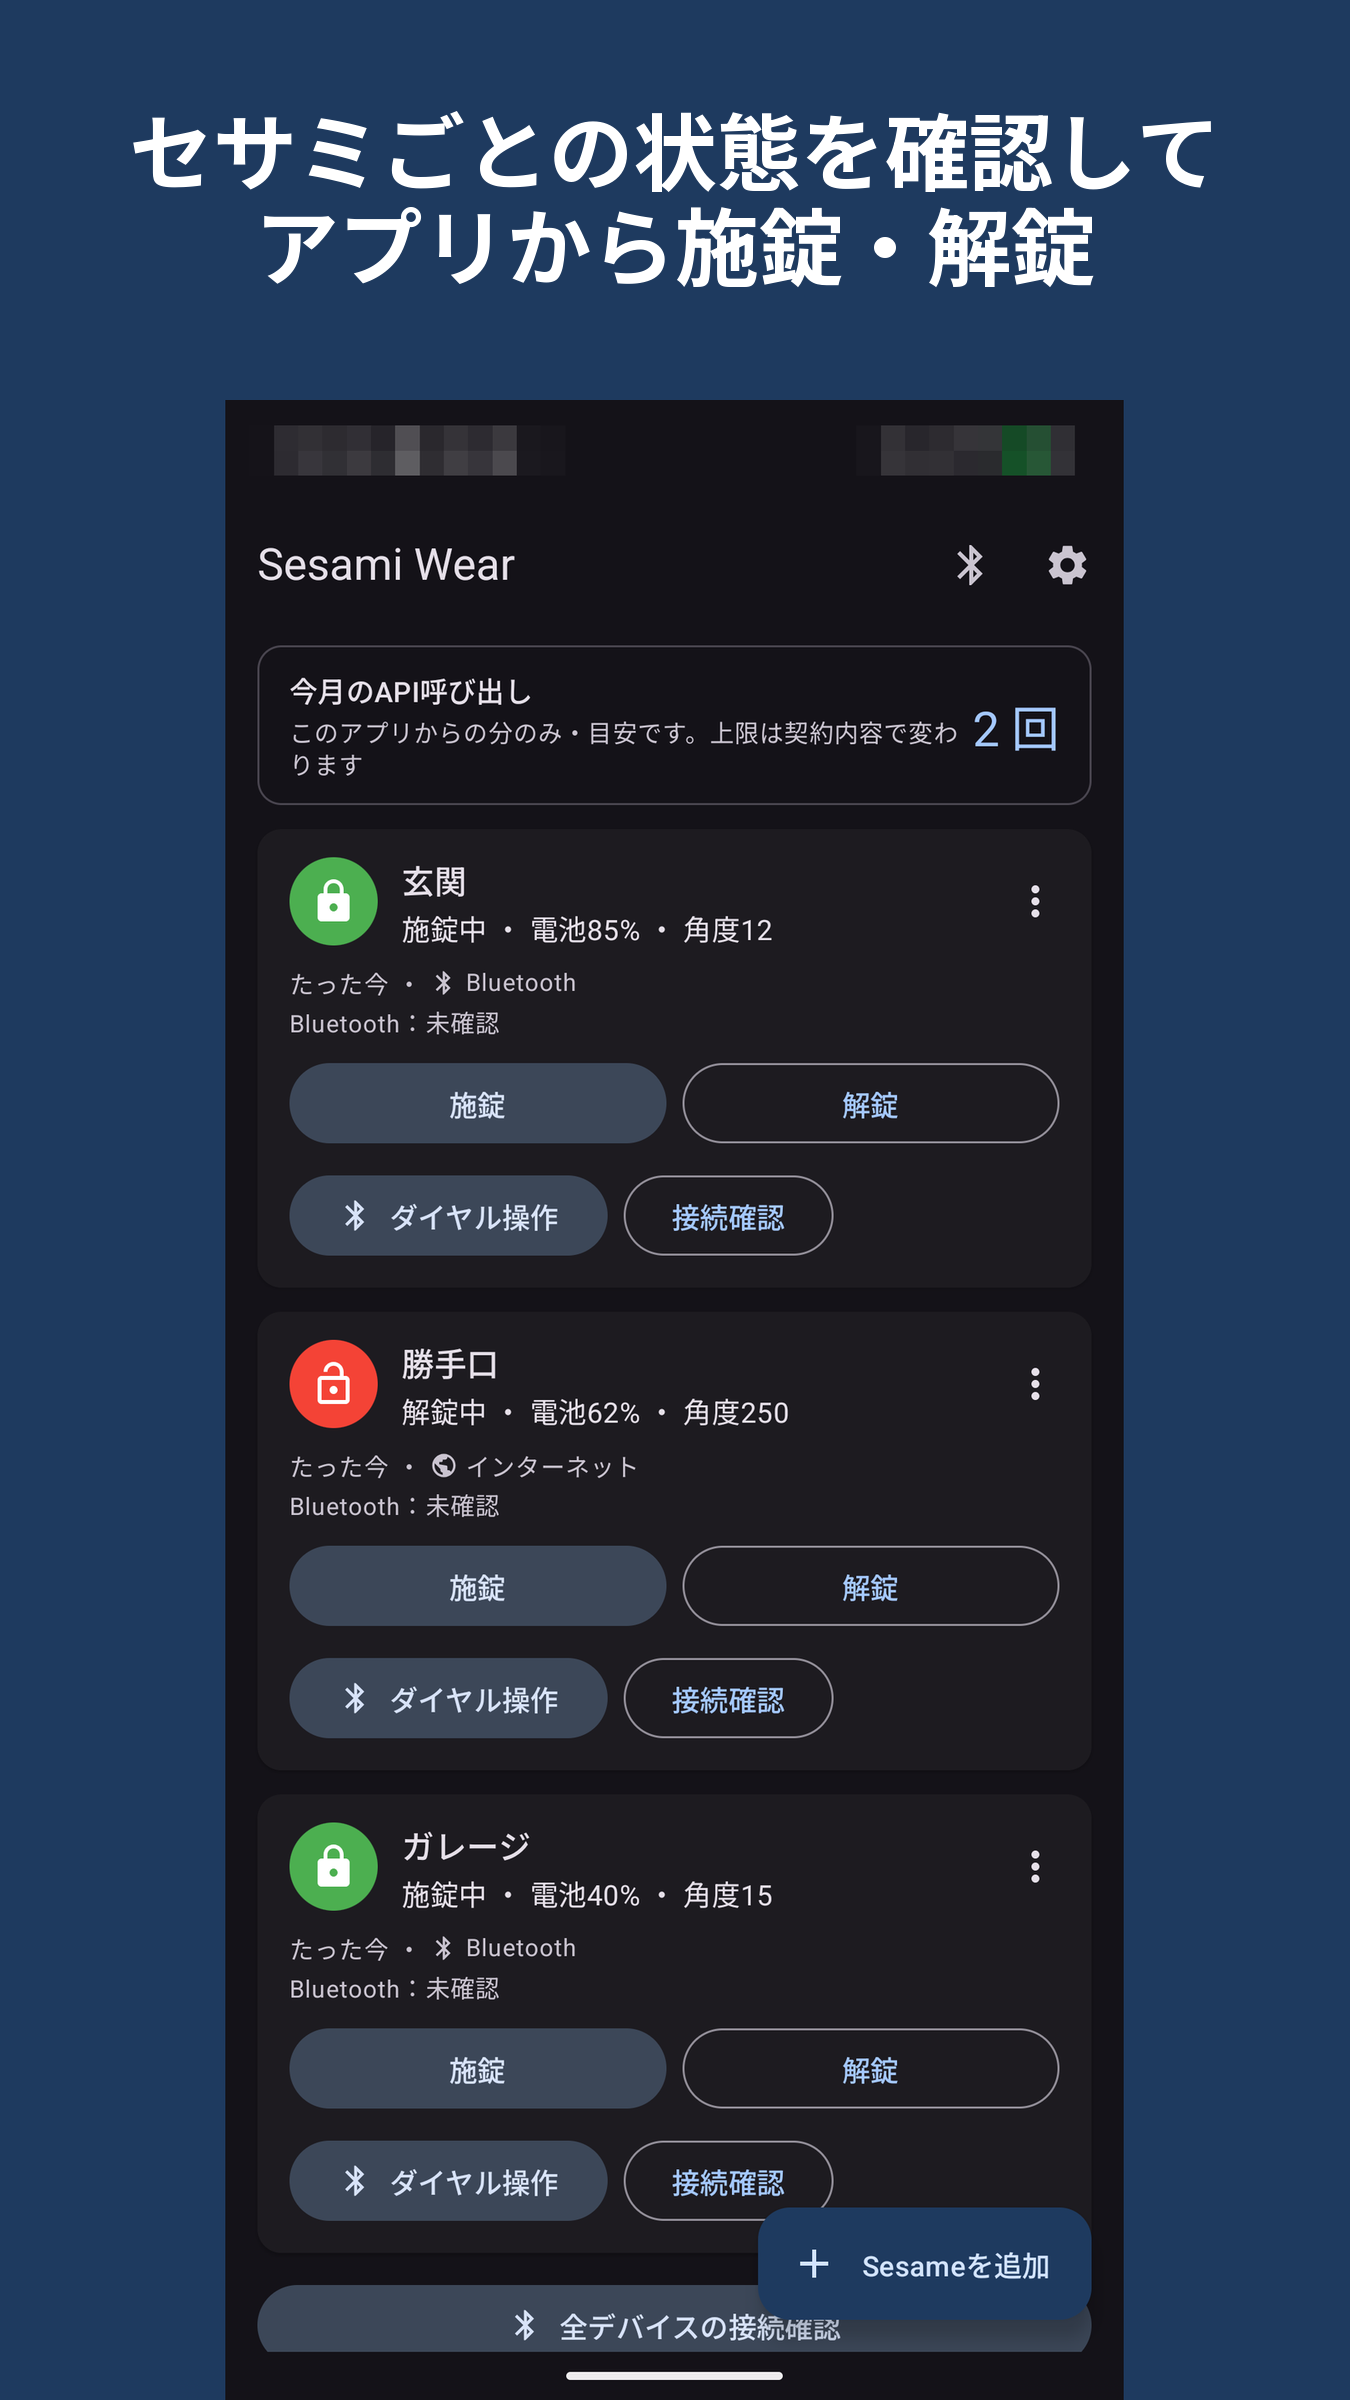 セサミごとの状態を確認して
アプリから施錠・解錠
Sesami Wear
今月のAPI呼び出し
このアプリからの分のみ・目安です。上限は契約内容で変わ
ります
2 回
玄関
施錠中 ・ 電池85% ・ 角度12
たった今 ・ Bluetooth
Bluetooth：未確認
施錠
解錠
ダイヤル操作
接続確認
勝手口
解錠中 ・ 電池62% ・ 角度250
たった今 ・ インターネット
Bluetooth：未確認
施錠
解錠
ダイヤル操作
接続確認
ガレージ
施錠中 ・ 電池40% ・ 角度15
たった今 ・ Bluetooth
Bluetooth：未確認
施錠
解錠
ダイヤル操作
接続確認
Sesameを追加
全デバイスの接続確認